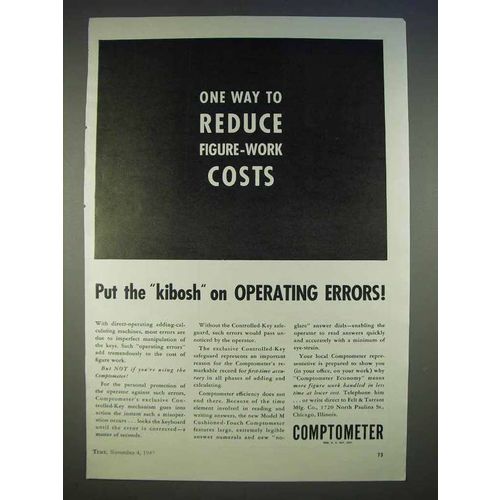 ONE WAY TO
REDUCE
FIGURE-WORK
COSTS
Put the "kibosh" on OPERATING ERRORS!
With direct-operating adding-cal-
culating machines, most errors are
due to imperfect manipulation of
the keys. Such "operating errors"
add tremendously to the cost of
figure work.
But NOT if you're using the
Comptometer!
For the personal protection of
the operator against such errors,
Comptometer's exclusive Con-
trolled-Key mechanism goes into
action the instant such a misoper-
ation occurs . . locks the keyboard
until the error is corrected—a
matter of seconds.
Without the Controlled-Key safe-
guard, such errors would pass un-
noticed by the operator.
The exclusive Controlled-Key
safeguard represents an important
reason for the Comptometer's re-
markable record for first-time accu-
racy in all phases of adding and
calculating.
Comptometer efficiency does not
end there. Because of the time
element involved in reading and
writing answers, the new Model M
Cushioned-Touch Comptometer
features large, extremely legible
answer numerals and new "no-
glare" answer dials—enabling the
operator to read answers quickly
and accurately with a minimum of
eye-strain.
Your local Comptometer repre-
sentative is prepared to show you
(in your office, on your work) why
"Comptometer Economy" means
more figure work handled in less
time at lower cost. Telephone him
. . or write direct to Felt & Tarrant
Mfg. Co., 1720 North Paulina St.,
Chicago, Illinois.
COMPTOMETER
REG. U. S. PAT. OFF.
TIME, November 4,
73